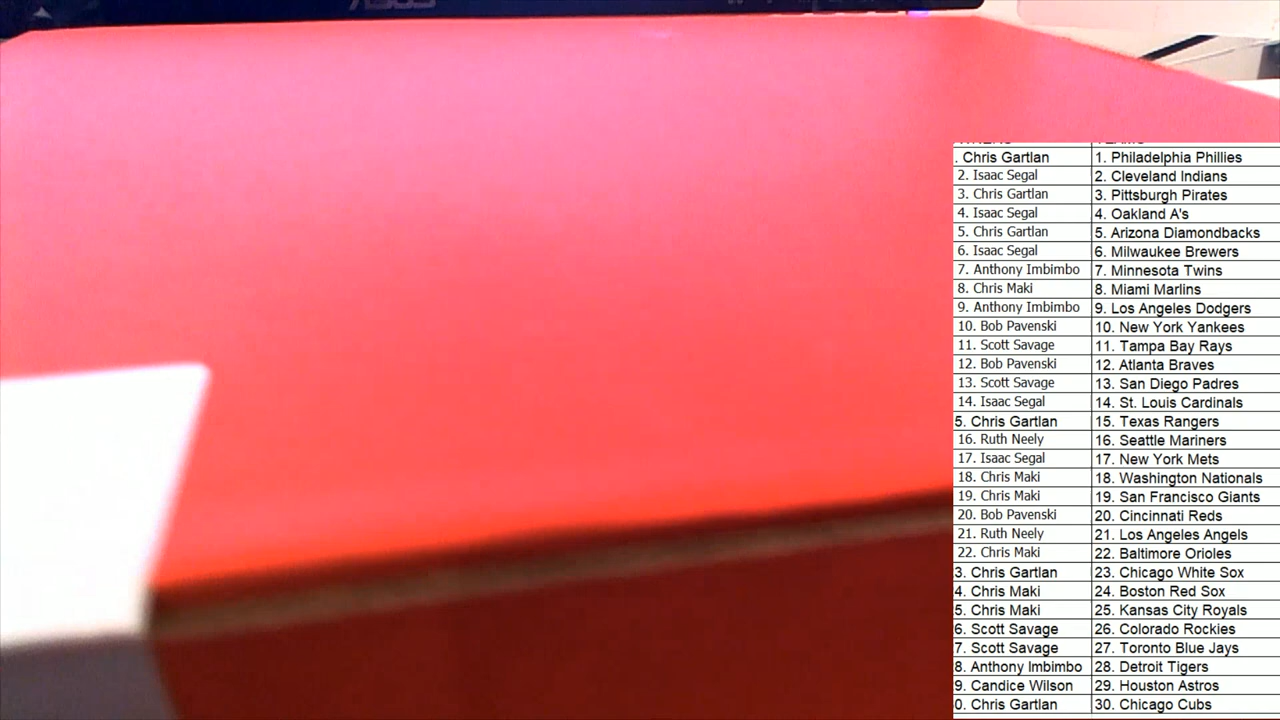 ASUS
. Chris Gartlan 1. Philadelphia Phillies
2. Isaac Segal 2. Cleveland Indians
3. Chris Gartlan 3. Pittsburgh Pirates
4. Isaac Segal 4. Oakland A's
5. Chris Gartlan 5. Arizona Diamondbacks
6. Isaac Segal 6. Milwaukee Brewers
7. Anthony Imbimbo 7. Minnesota Twins
8. Chris Maki 8. Miami Marlins
9. Anthony Imbimbo 9. Los Angeles Dodgers
10. Bob Pavenski 10. New York Yankees
11. Scott Savage 11. Tampa Bay Rays
12. Bob Pavenski 12. Atlanta Braves
13. Scott Savage 13. San Diego Padres
14. Isaac Segal 14. St. Louis Cardinals
5. Chris Gartlan 15. Texas Rangers
16. Ruth Neely 16. Seattle Mariners
17. Isaac Segal 17. New York Mets
18. Chris Maki 18. Washington Nationals
19. Chris Maki 19. San Francisco Giants
20. Bob Pavenski 20. Cincinnati Reds
21. Ruth Neely 21. Los Angeles Angels
22. Chris Maki 22. Baltimore Orioles
3. Chris Gartlan 23. Chicago White Sox
4. Chris Maki 24. Boston Red Sox
5. Chris Maki 25. Kansas City Royals
6. Scott Savage 26. Colorado Rockies
7. Scott Savage 27. Toronto Blue Jays
8. Anthony Imbimbo 28. Detroit Tigers
9. Candice Wilson 29. Houston Astros
0. Chris Gartlan 30. Chicago Cubs